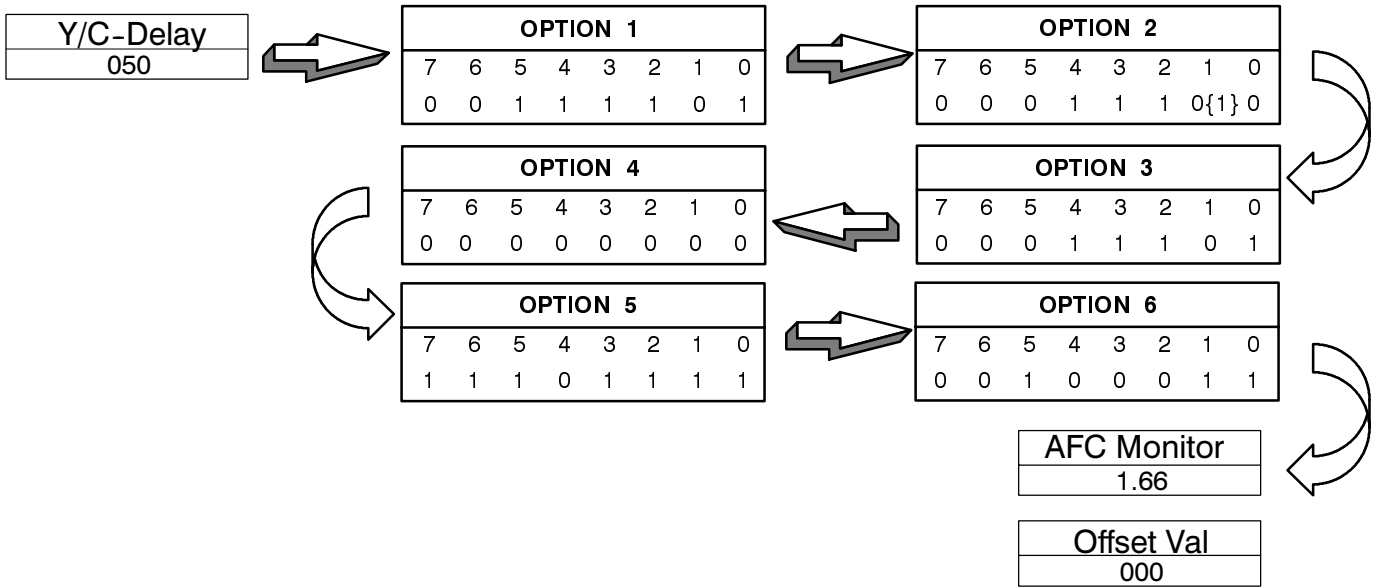 Y/C-Delay
050
OPTION 1
7 6 5 4 3 2 1 0
0 0 1 1 1 1 0 1
OPTION 2
7 6 5 4 3 2 1 0
0 0 0 1 1 1 0{1} 0
OPTION 3
7 6 5 4 3 2 1 0
0 0 0 1 1 1 0 1
OPTION 4
7 6 5 4 3 2 1 0
0 0 0 0 0 0 0 0
OPTION 5
7 6 5 4 3 2 1 0
1 1 1 0 1 1 1 1
OPTION 6
7 6 5 4 3 2 1 0
0 0 1 0 0 0 1 1
AFC Monitor
1.66
Offset Val
000